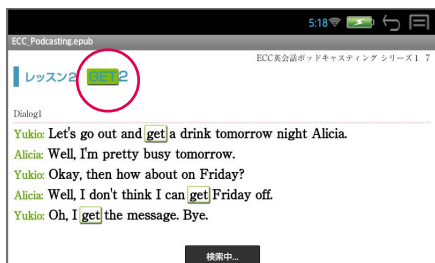 5:18
ECC_Podcasting.epub
ECC英会話ポッドキャスティング シリーズ1 7
レッスン2 GET2
Dialog1
Yukio: Let's go out and get a drink tomorrow night Alicia.
Alicia: Well, I'm pretty busy tomorrow.
Yukio: Okay, then how about on Friday?
Alicia: Well, I don't think I can get Friday off.
Yukio: Oh, I get the message. Bye.
検索中...